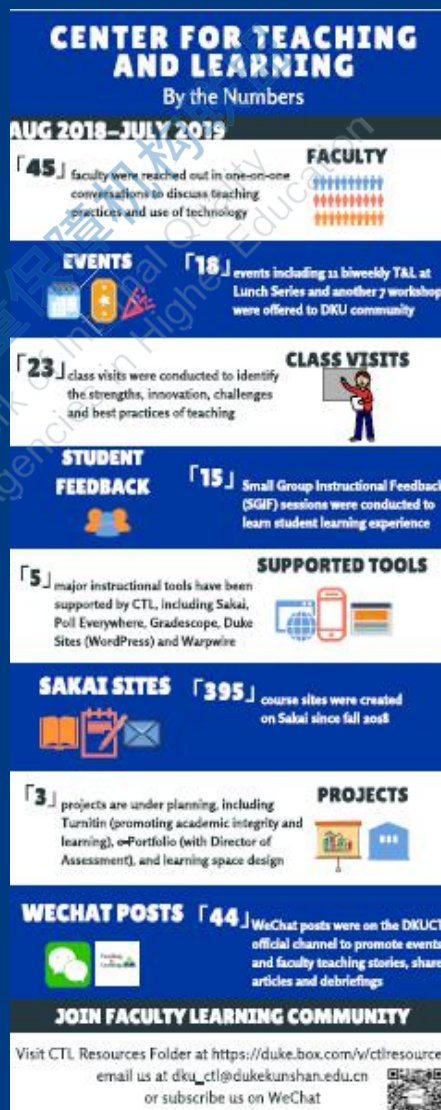 CENTER FOR TEACHING
AND LEARNING
By the Numbers
AUG 2018–JULY 2019
「45」 faculty were reached out in one-on-one
conversations to discuss teaching
practices and use of technology
FACULTY
EVENTS
「18」 events including 11 biweekly T&L at
Lunch Series and another 7 workshop
were offered to DKU community
「23」 class visits were conducted to identify
the strengths, innovation, challenges
and best practices of teaching
CLASS VISITS
STUDENT
FEEDBACK
「15」 Small Group Instructional Feedback
(SGIF) sessions were conducted to
learn student learning experience
SUPPORTED TOOLS
「5」 major instructional tools have been
supported by CTL, including Sakai,
Poll Everywhere, Gradescope, Duke
Sites (WordPress) and Warpwire
SAKAI SITES
「395」 course sites were created
on Sakai since fall 2018
「3」 projects are under planning, including
Turnitin (promoting academic integrity and
learning), e-Portfolio (with Director of
Assessment), and learning space design
PROJECTS
WECHAT POSTS
「44」 WeChat posts were on the DKUCT
official channel to promote events
and faculty teaching stories, share
articles and debriefings
JOIN FACULTY LEARNING COMMUNITY
Visit CTL Resources Folder at https://duke.box.com/v/ctlresource
email us at dku_ctl@dukekunshan.edu.cn
or subscribe us on WeChat